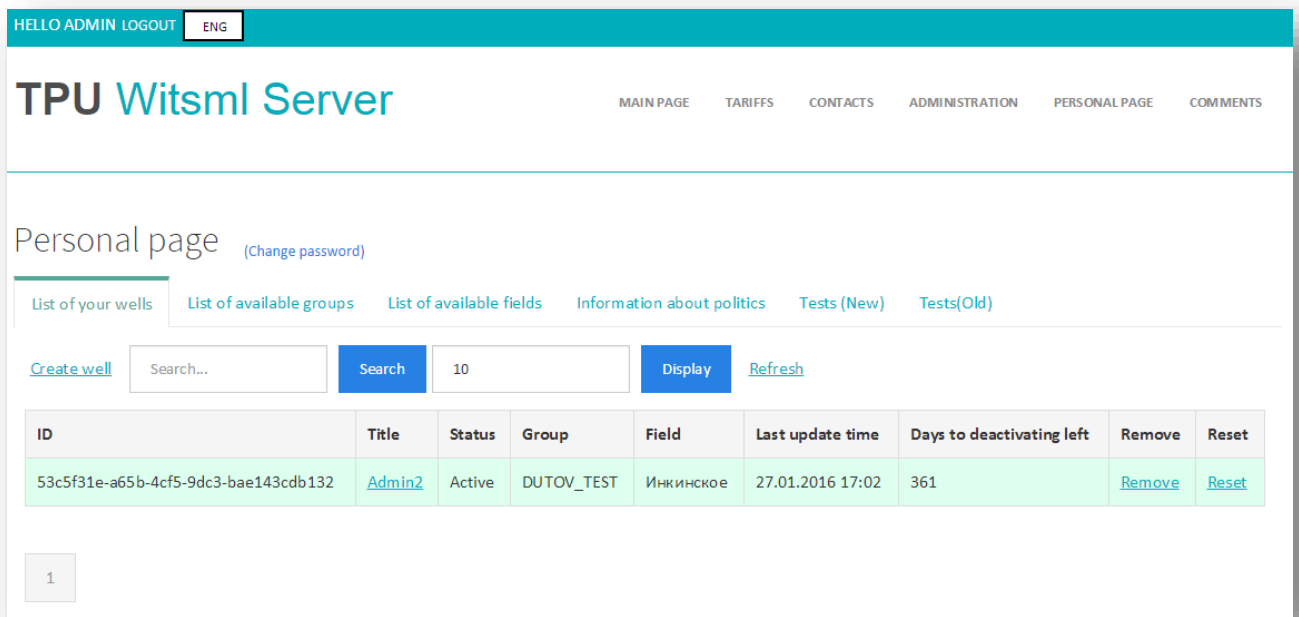 HELLO ADMIN LOGOUT ENG
TPU Witsml Server
MAIN PAGE TARIFFS CONTACTS ADMINISTRATION PERSONAL PAGE COMMENTS
Personal page (Change password)
List of your wells List of available groups List of available fields Information about politics Tests (New) Tests(Old)
Create well Search... Search 10 Display Refresh
ID Title Status Group Field Last update time Days to deactivating left Remove Reset
53c5f31e-a65b-4cf5-9dc3-bae143cdb132 Admin2 Active DUTOV_TEST Инкинское 27.01.2016 17:02 361 Remove Reset
1